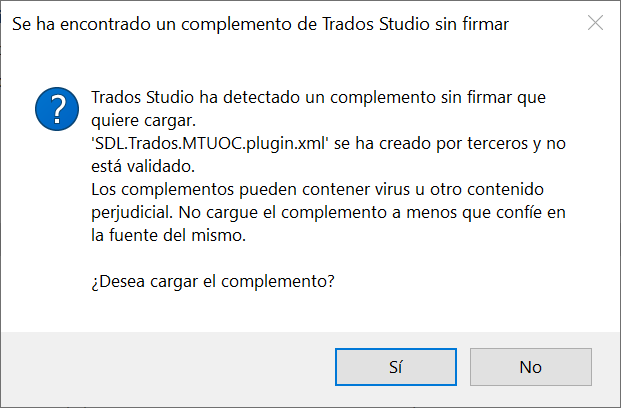 Se ha encontrado un complemento de Trados Studio sin firmar
Trados Studio ha detectado un complemento sin firmar que
quiere cargar.
'SDL.Trados.MTUOC.plugin.xml' se ha creado por terceros y no
está validado.
Los complementos pueden contener virus u otro contenido
perjudicial. No cargue el complemento a menos que confíe en
la fuente del mismo.
¿Desea cargar el complemento?
Sí
No